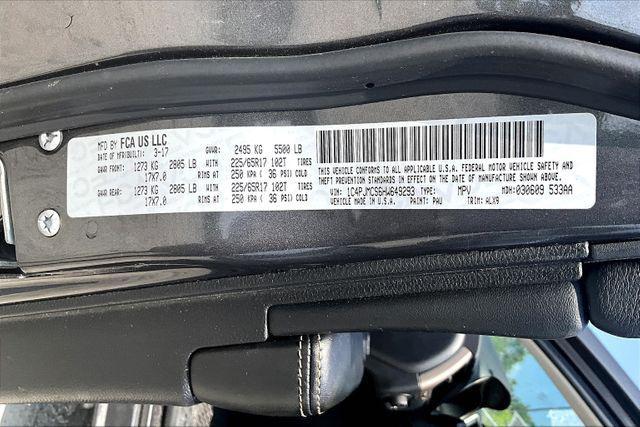 MFD BY FCA US LLC
DATE OF MFR(BUILT): 3-17 GVWR: 2495 KG 5500 LB
GAWR FRONT: 1273 KG 2805 LB WITH 225/65R17 102T TIRES
17X7.0 RIMS AT 250 KPA ( 36 PSI) COLD
GAWR REAR: 1273 KG 2805 LB WITH 225/65R17 102T TIRES
17X7.0 RIMS AT 250 KPA ( 36 PSI) COLD
THIS VEHICLE CONFORMS TO ALL APPLICABLE U.S.A. FEDERAL MOTOR VEHICLE SAFETY AND
THEFT PREVENTION STANDARDS IN EFFECT ON THE DATE OF MANUFACTURE SHOWN ABOVE.
VIN: TYPE: MPV MDH: 030609 533AA
VEHICLE MADE IN U.S.A. PAINT: PAU TRIM: ALX9